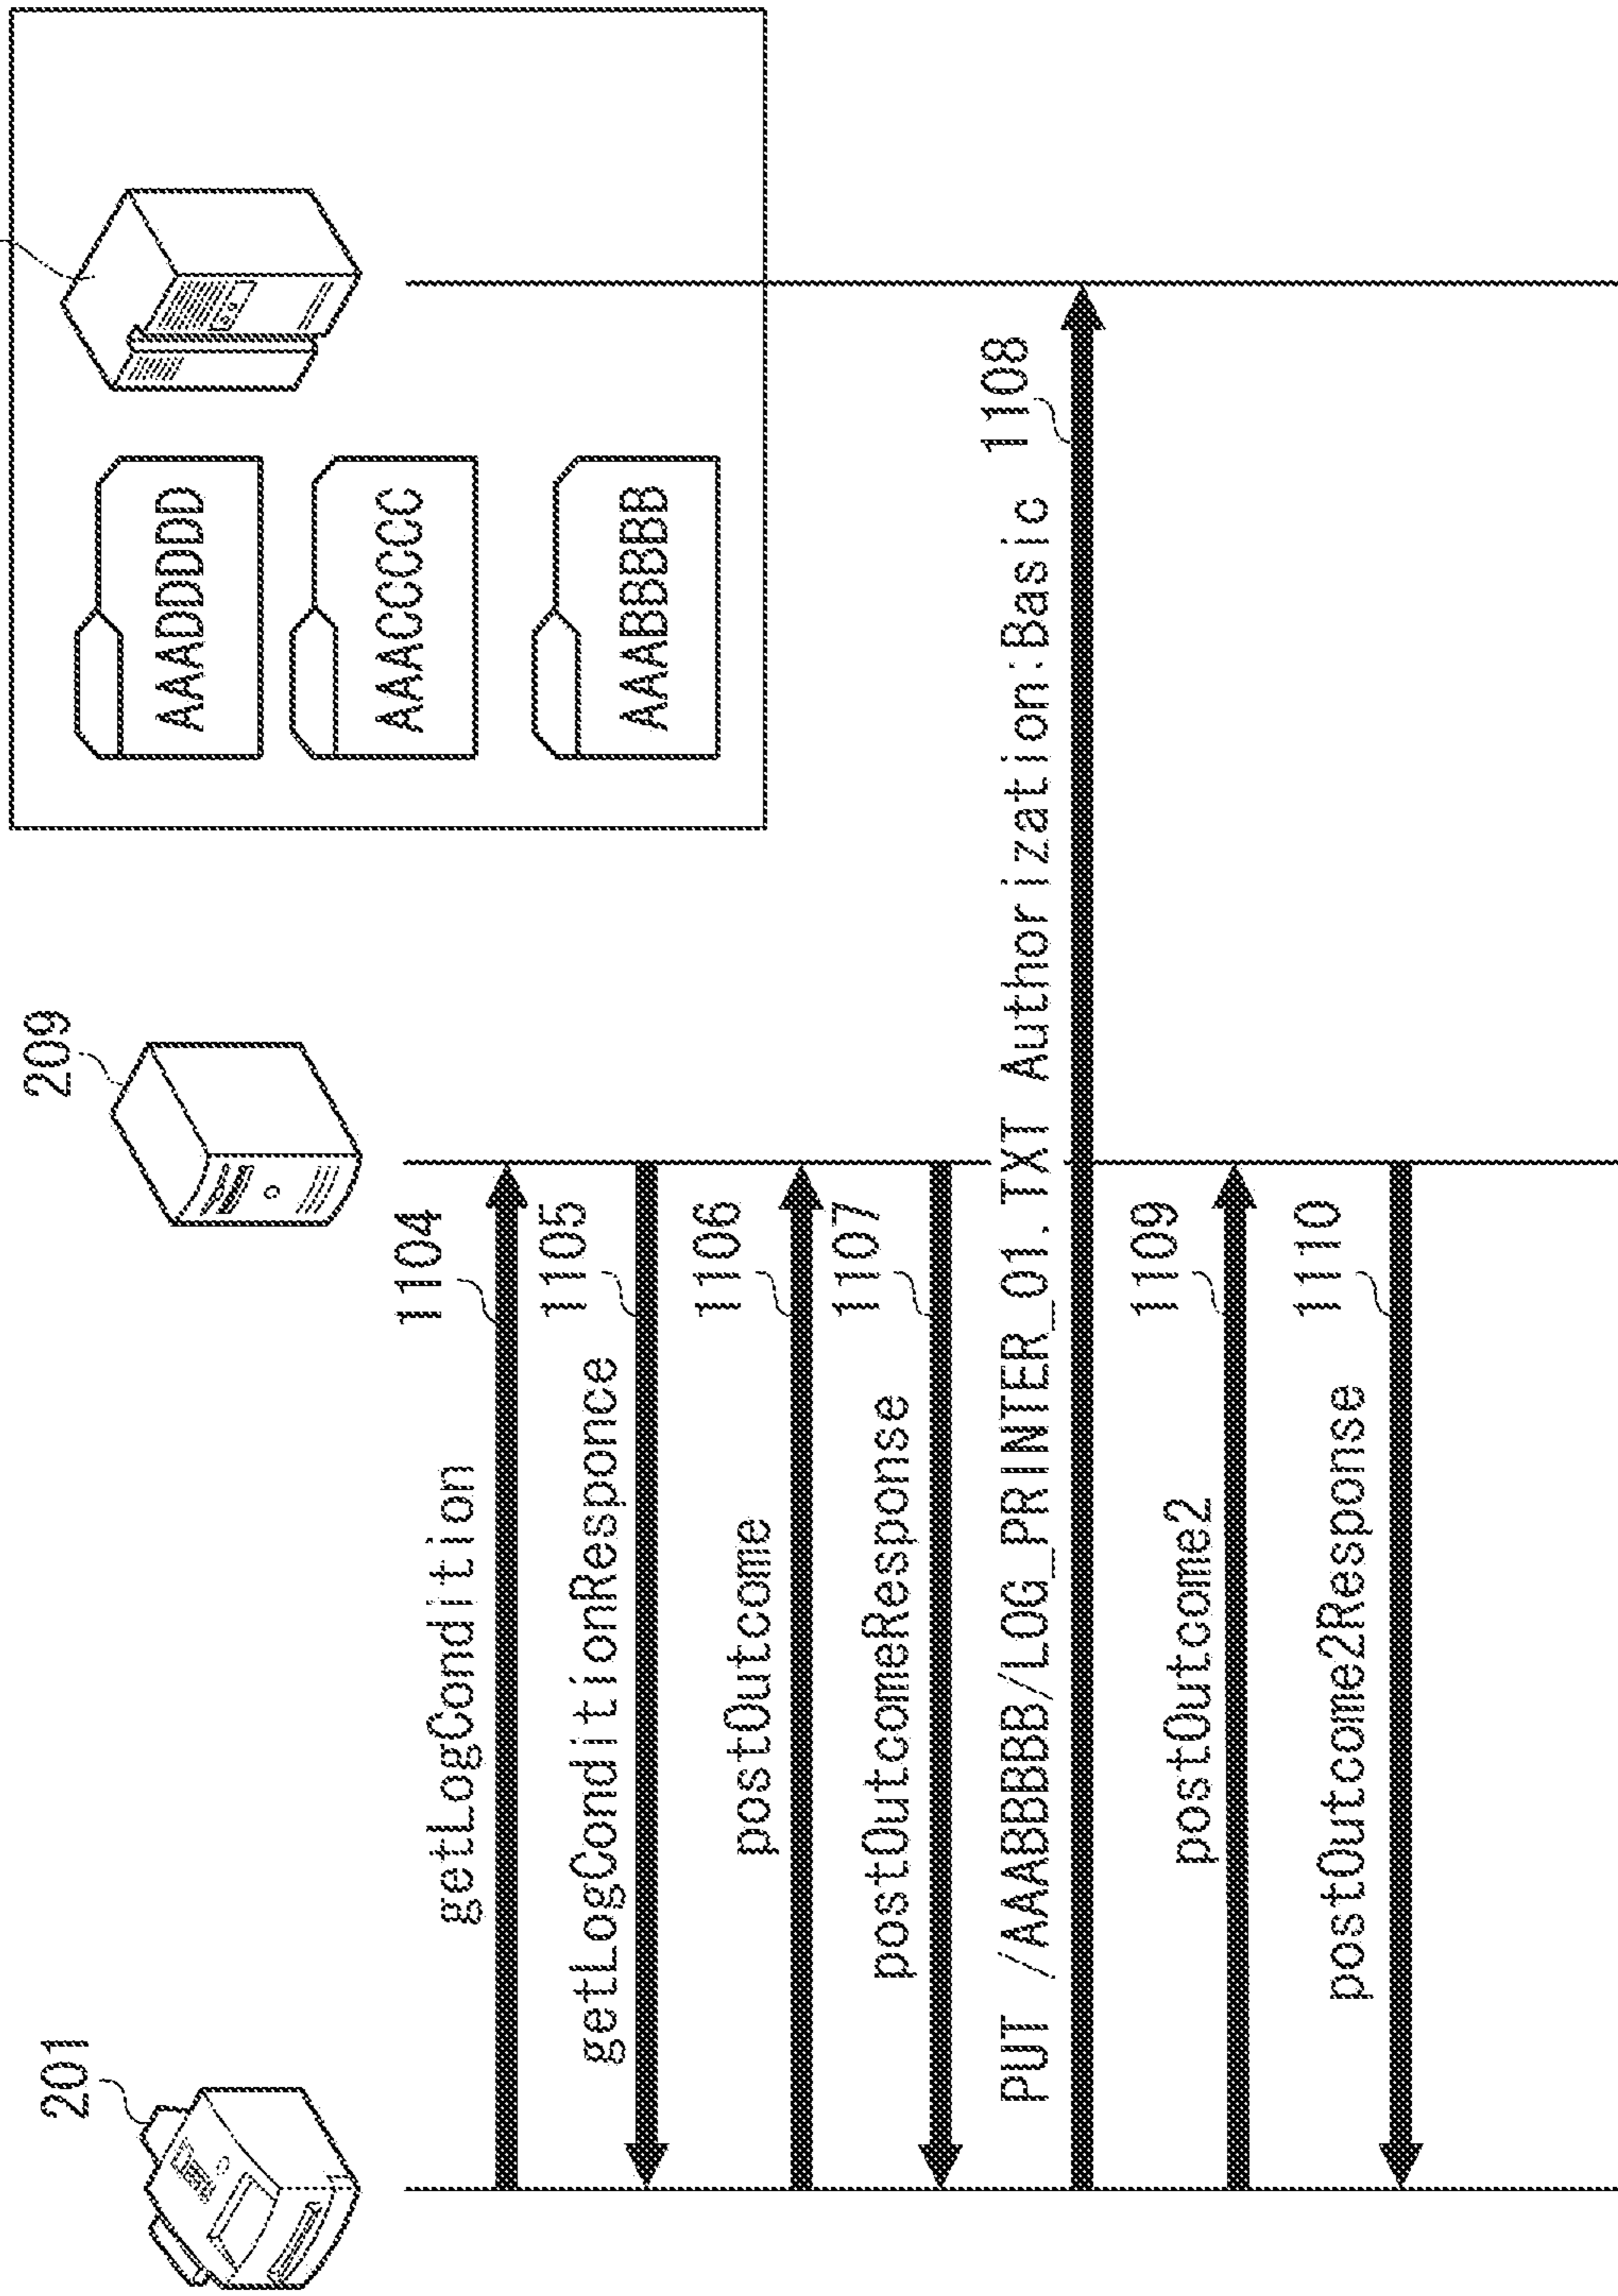 201
209
AAADDDDD
AAACCCCC
AAABBBBB
getLogCondition
1104
getLogConditionResponce
1105
postOutcome
1106
postOutcomeResponse
1107
PUT /AAABBBBB/LOG_PRINTER_01.TXT Authorization:Basic
1108
postOutcome2
1109
postOutcome2Response
1110